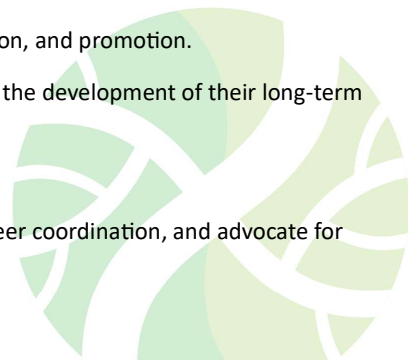 on, and promotion.
the development of their long-term
eer coordination, and advocate for